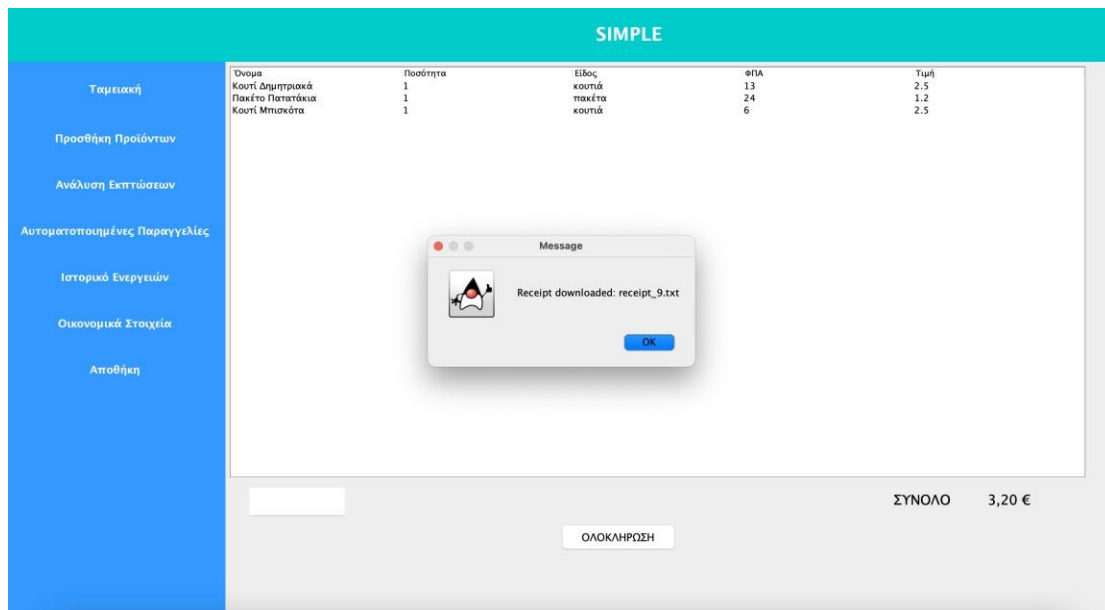 SIMPLE
Ταμειακή
Προσθήκη Προϊόντων
Ανάλυση Εκπτώσεων
Αυτοματοποιημένες Παραγγελίες
Ιστορικό Ενεργειών
Οικονομικά Στοιχεία
Αποθήκη
Όνομα Ποσότητα Είδος ΦΠΑ Τιμή
Κουτί Δημητριακά 1 κουτιά 13 2.5
Πακέτο Πατατάκια 1 πακέτα 24 1.2
Κουτί Μπισκότα 1 κουτιά 6 2.5
Message
Receipt downloaded: receipt_9.txt
OK
ΣΥΝΟΛΟ 3,20 €
ΟΛΟΚΛΗΡΩΣΗ